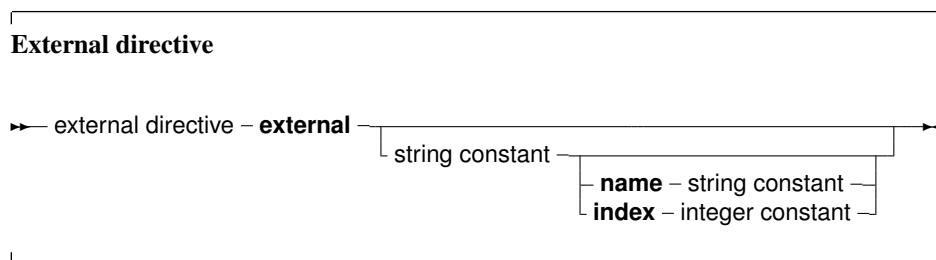 External directive
external directive – external
string constant
name – string constant
index – integer constant